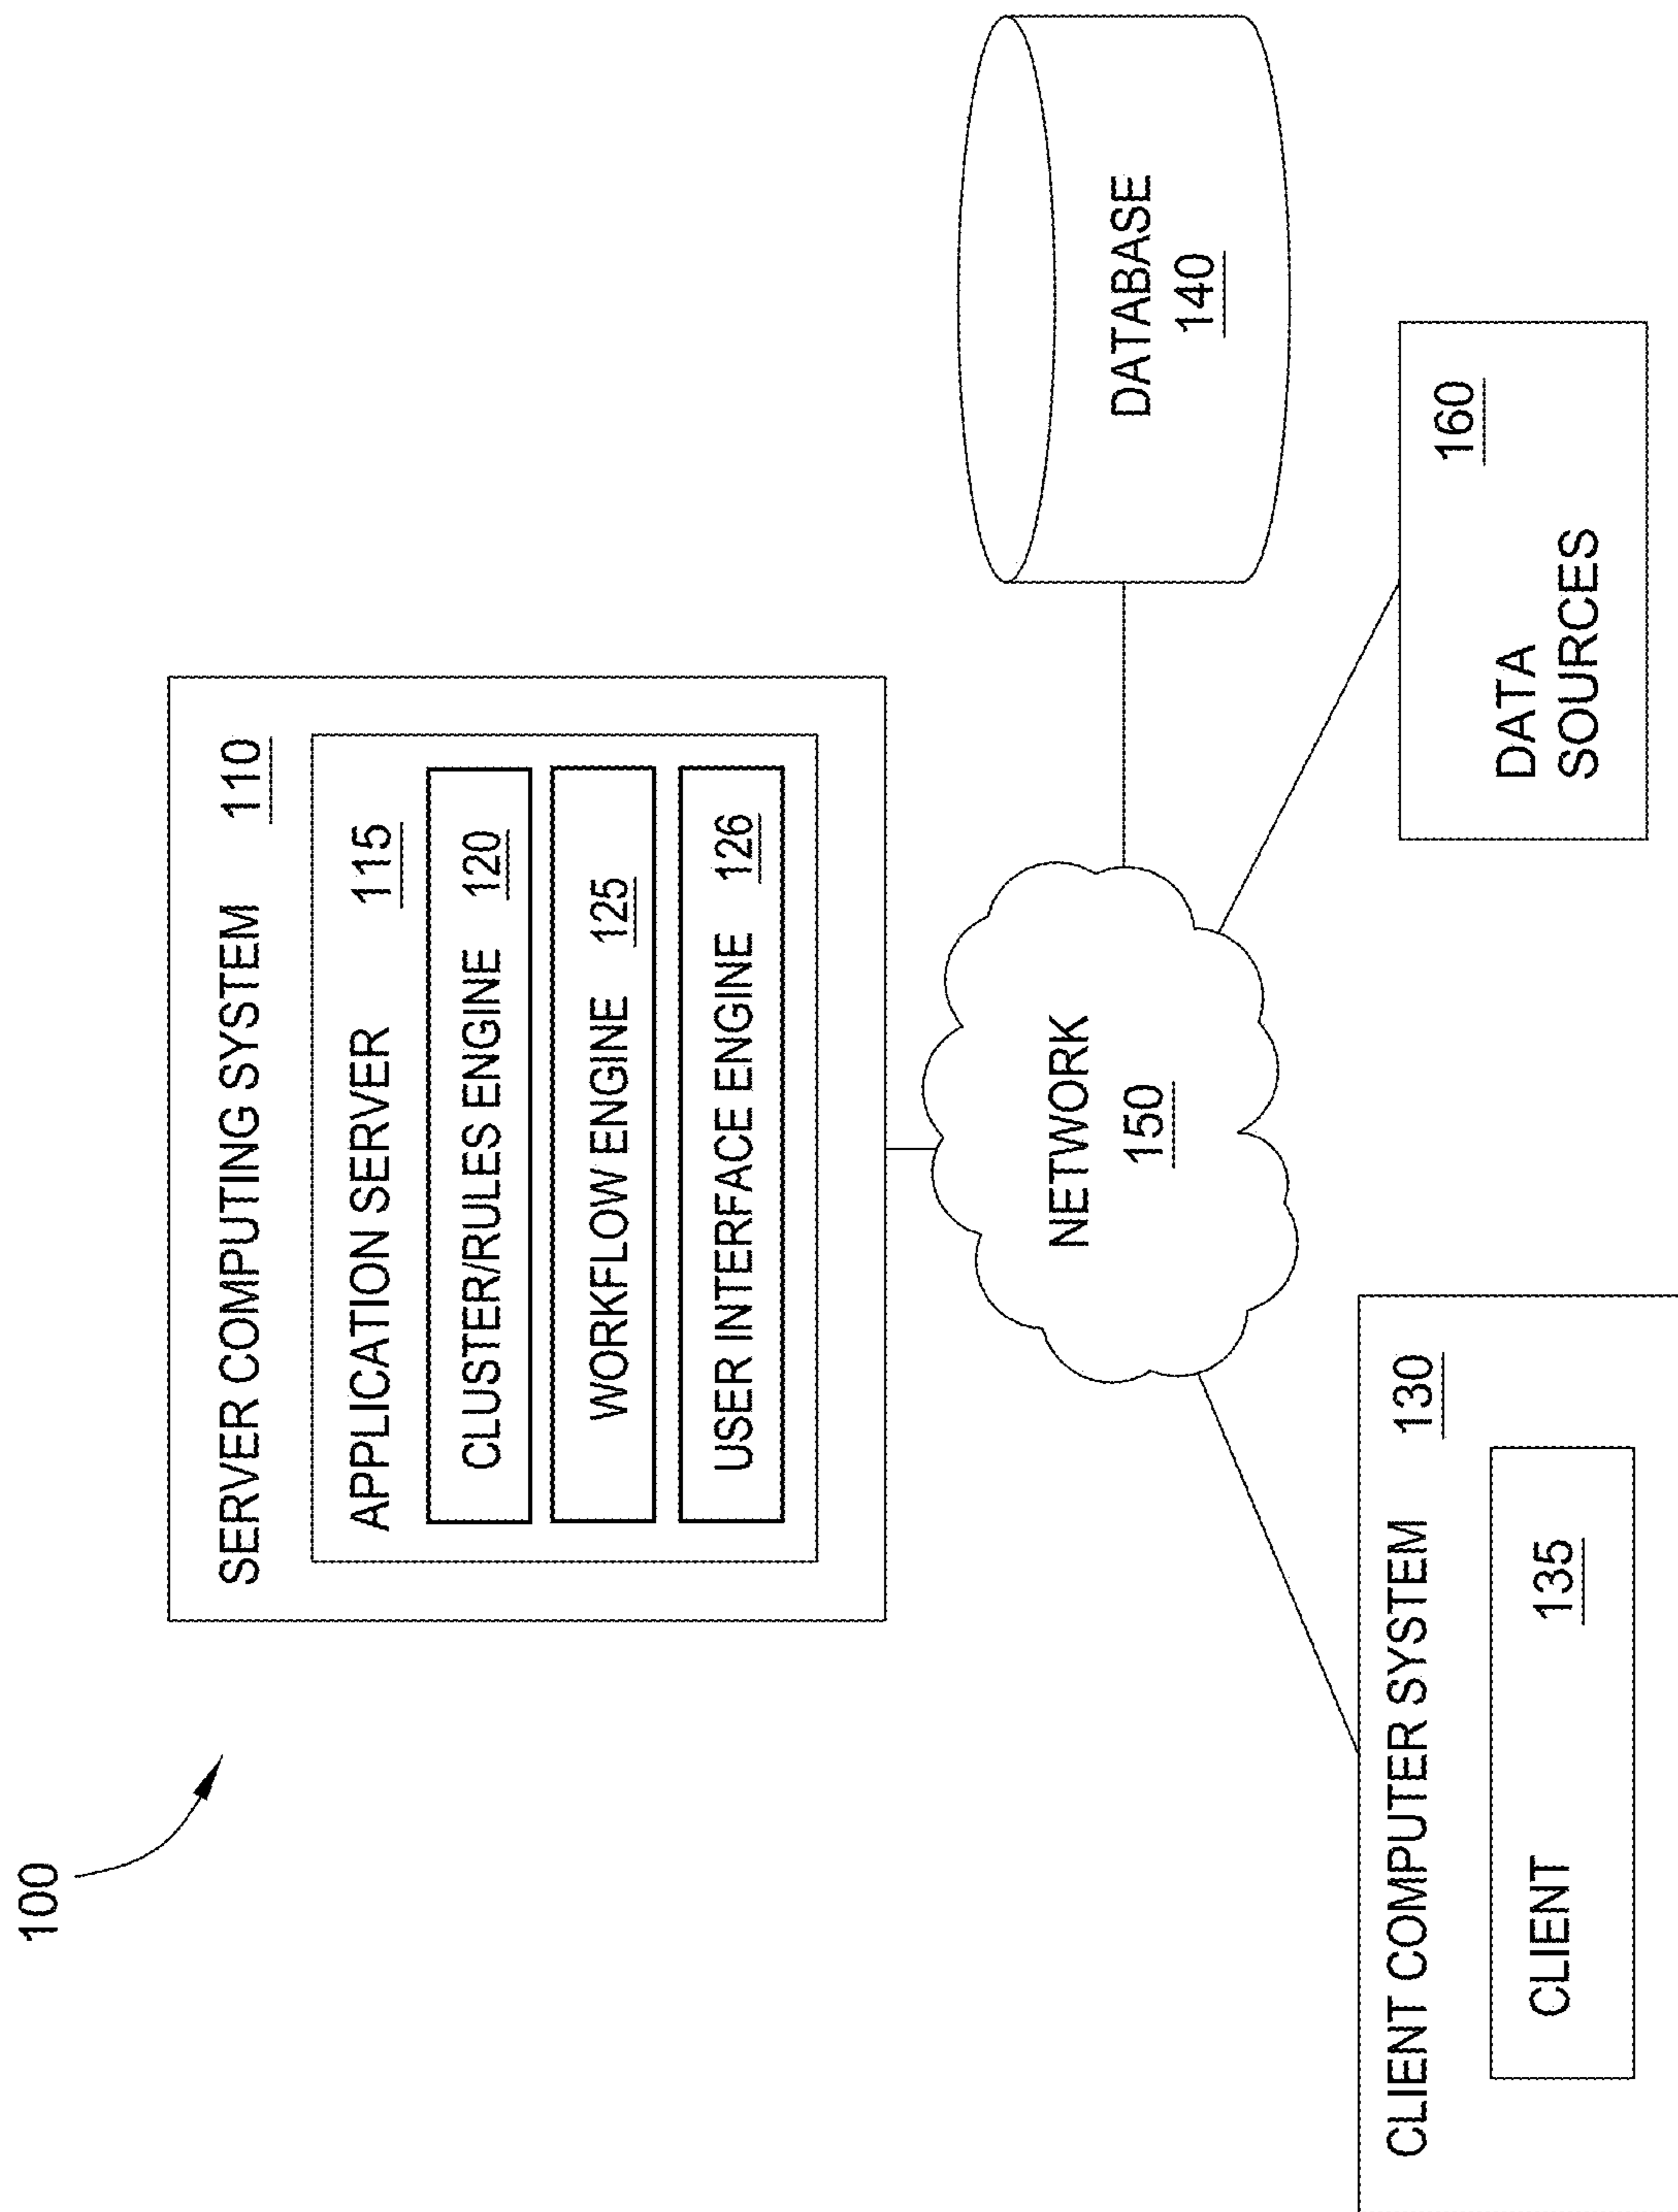 100
SERVER COMPUTING SYSTEM 110
APPLICATION SERVER 115
CLUSTER/RULES ENGINE 120
WORKFLOW ENGINE 125
USER INTERFACE ENGINE 126
NETWORK
150
DATABASE
140
CLIENT COMPUTER SYSTEM 130
CLIENT 135
160
DATA
SOURCES